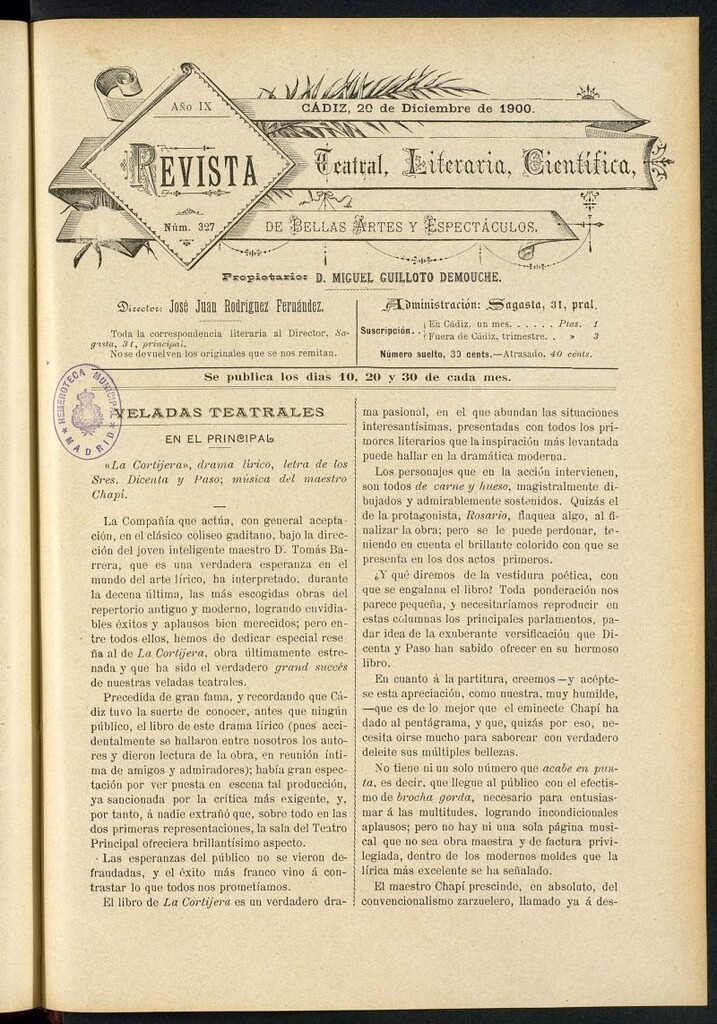 Año IX
CÁDIZ, 20 de Diciembre de 1900.
REVISTA
Teatral, Literaria, Científica,
Núm. 327
DE BELLAS ARTES Y ESPECTÁCULOS.
Propietario: D. MIGUEL GUILLOTO DEMOUCHE.
Director: José Juan Rodríguez Fernández.
Toda la correspondencia literaria al Director, Sa-
gasta, 31, principal.
No se devuelven los originales que se nos remitan.
Administración: Sagasta, 31, pral.
Suscripción.. En Cádiz, un mes. . . . . . Ptas. 1
Fuera de Cádiz, trimestre. . » 3
Número suelto, 30 cents.—Atrasado, 40 cents.
Se publica los días 10, 20 y 30 de cada mes.
HEMEROTECA MUNICIPAL
MADRID
VELADAS TEATRALES
EN EL PRINCIPAL
«La Cortijera», drama lírico, letra de los
Sres. Dicenta y Paso; música del maestro
Chapí.
La Compañía que actúa, con general acepta-
ción, en el clásico coliseo gaditano, bajo la direc-
ción del joven inteligente maestro D. Tomás Ba-
rrera, que es una verdadera esperanza en el
mundo del arte lírico, ha interpretado, durante
la decena última, las más escogidas obras del
repertorio antiguo y moderno, logrando envidia-
bles éxitos y aplausos bien merecidos; pero en-
tre todos ellos, hemos de dedicar especial rese
ña al de La Cortijera, obra últimamente estre-
nada y que ha sido el verdadero grand succés
de nuestras veladas teatrales.
Precedida de gran fama, y recordando que Cá-
diz tuvo la suerte de conocer, antes que ningún
público, el libro de este drama lírico (pues acci-
dentalmente se hallaron entre nosotros los auto-
res y dieron lectura de la obra, en reunión ínti-
ma de amigos y admiradores); había gran espec-
tación por ver puesta en escena tal producción,
ya sancionada por la crítica más exigente, y,
por tanto, á nadie extrañó que, sobre todo en las
dos primeras representaciones, la sala del Teatro
Principal ofreciera brillantísimo aspecto.
Las esperanzas del público no se vieron de-
fraudadas, y el éxito más franco vino á con-
trastar lo que todos nos prometíamos.
El libro de La Cortijera es un verdadero dra-
ma pasional, en el que abundan las situaciones
interesantísimas, presentadas con todos los pri-
mores literarios que la inspiración más levantada
puede hallar en la dramática moderna.
Los personajes que en la acción intervienen,
son todos de carne y hueso, magistralmente di-
bujados y admirablemente sostenidos. Quizás el
de la protagonista, Rosario, flaquea algo, al fi-
nalizar la obra; pero se le puede perdonar, te-
niendo en cuenta el brillante colorido con que se
presenta en los dos actos primeros.
¿Y qué diremos de la vestidura poética, con
que se engalana el libro? Toda ponderación nos
parece pequeña, y necesitaríamos reproducir en
estas columnas los principales parlamentos, pa-
dar idea de la exuberante versificación que Di-
centa y Paso han sabido ofrecer en su hermoso
libro.
En cuanto á la partitura, creemos—y acépte-
se esta apreciación, como nuestra, muy humilde,
—que es de lo mejor que el eminecte Chapí ha
dado al pentágrama, y que, quizás por eso, ne-
cesita oirse mucho para saborear con verdadero
deleite sus múltiples bellezas.
No tiene ni un solo número que acabe en pun-
ta, es decir, que llegue al público con el efectis-
mo de brocha gorda, necesario para entusias-
mar á las multitudes, logrando incondicionales
aplausos; pero no hay ni una sola página musi-
cal que no sea obra maestra y de factura privi-
legiada, dentro de los modernos moldes que la
lírica más excelente se ha señalado.
El maestro Chapí prescinde, en absoluto, del
convencionalismo zarzuelero, llamado ya á des-